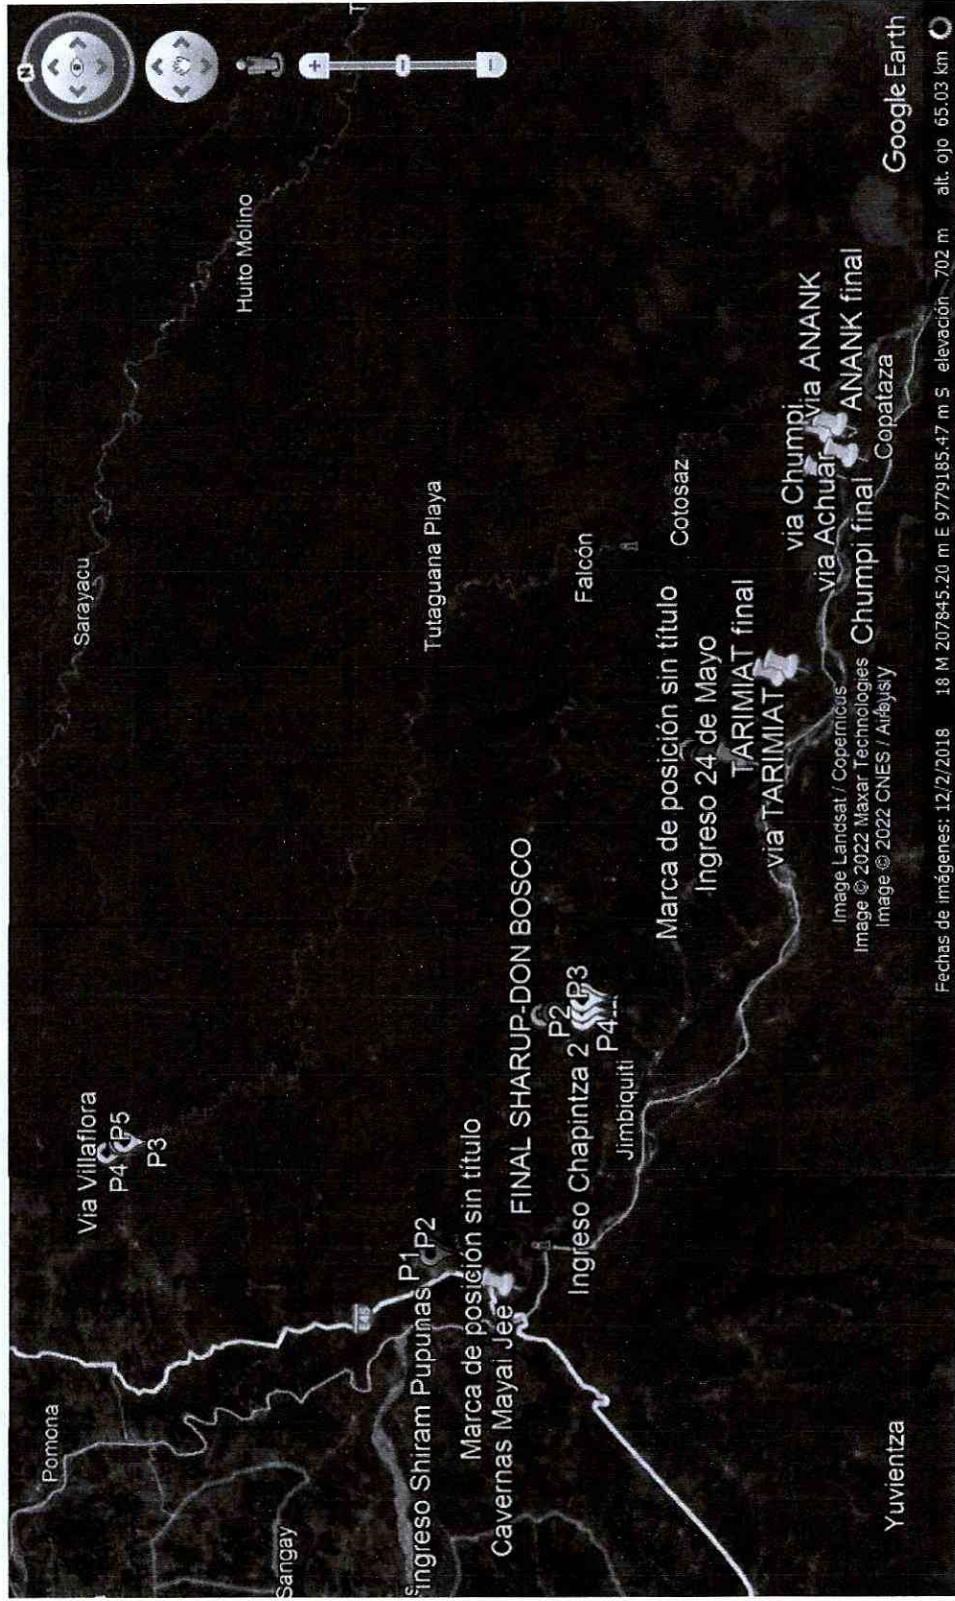 N
T
Pomona
Via Villaflora
P4 P5
P3
Sarayacu
Huito Molino
Sangay
E45
Ingreso Shiram Pupunas
P1
P2
Tutaguana Playa
Marca de posición sin título
Cavernas Mayai Jee
FINAL SHARUP-DON BOSCO
P2
P3
P4
Ingreso Chapintza 2
Jimbiquiti
Falcón
Cotosaz
Marca de posición sin título
Ingreso 24 de Mayo
TARIMIAT final
via TARIMIAT
via Chumpi
via ANANK
via Achuar
ANANK final
Chumpi final
Copataza
Yuvientza
Image Landsat / Copernicus
Image © 2022 Maxar Technologies
Image © 2022 CNES / Airbus
Google Earth
Fechas de imágenes: 12/2/2018 18 M 207845.20 m E 9779185.47 m S elevación 702 m alt. ojo 65.03 km